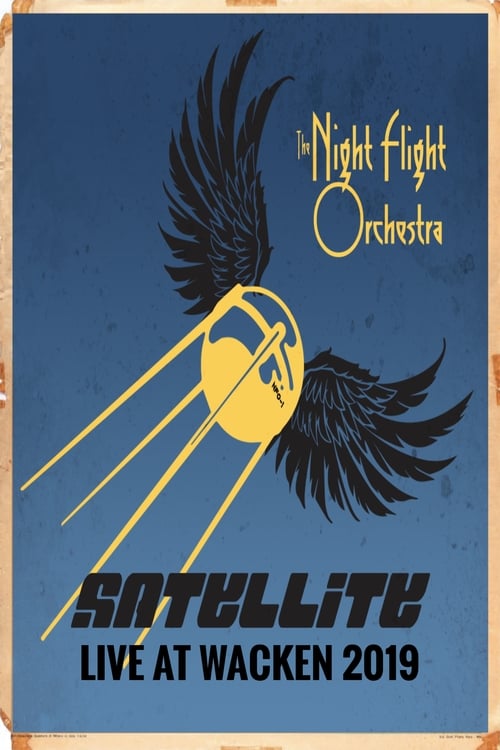 The Night Flight
Orchestra
NFO-1
SATELLITE
LIVE AT WACKEN 2019